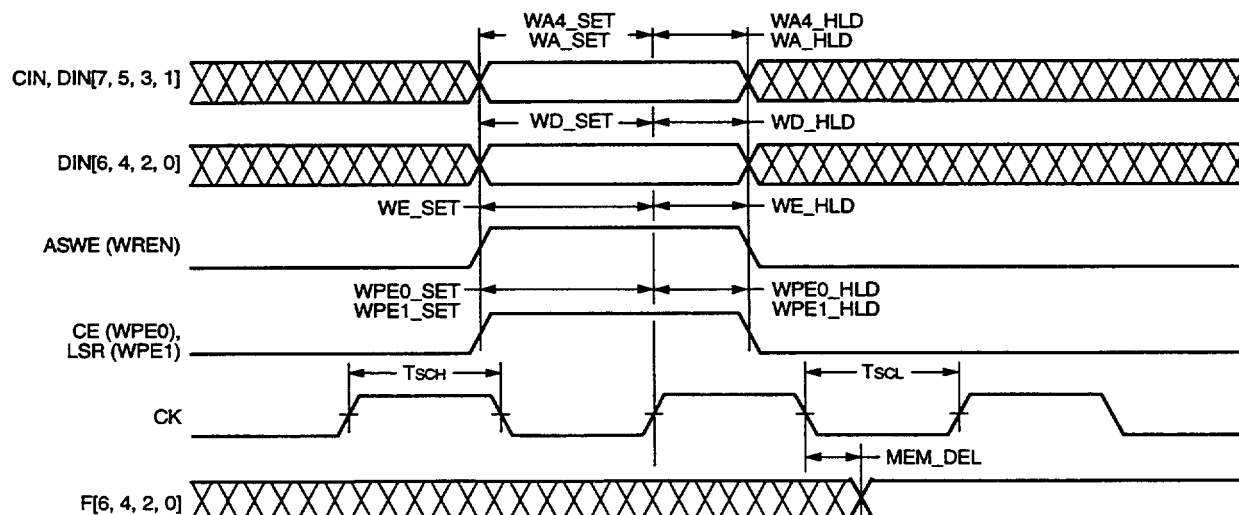 WA4_SET
WA_SET
WA4_HLD
WA_HLD
CIN, DIN[7, 5, 3, 1]
WD_SET
WD_HLD
DIN[6, 4, 2, 0]
WE_SET
WE_HLD
ASWE (WREN)
WPE0_SET
WPE1_SET
WPE0_HLD
WPE1_HLD
CE (WPE0),
LSR (WPE1)
TSCH
TSCL
CK
MEM_DEL
F[6, 4, 2, 0]